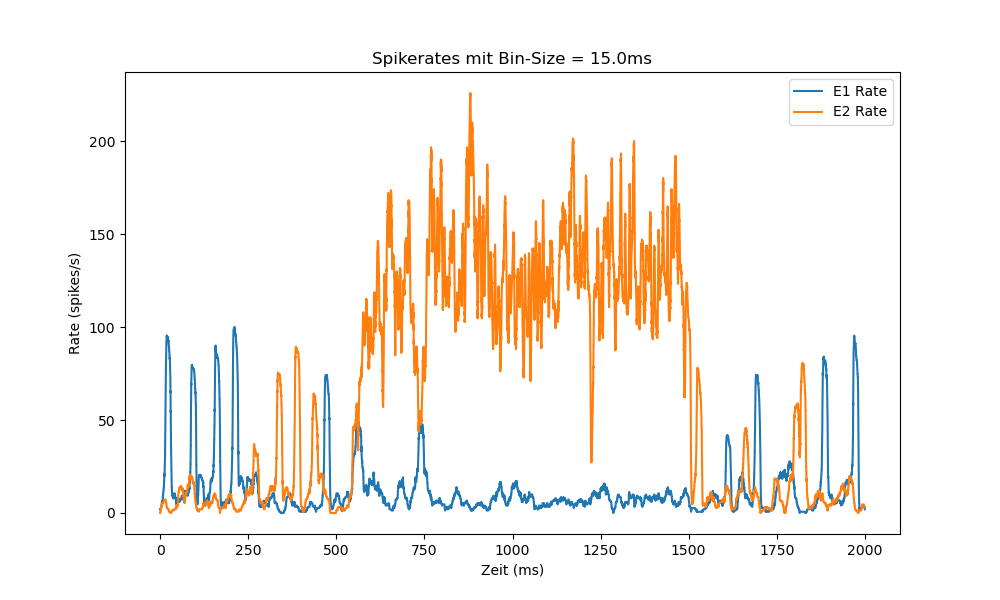 Spikerates mit Bin-Size = 15.0ms
E1 Rate
E2 Rate
200
150
100
50
0
Rate (spikes/s)
0 250 500 750 1000 1250 1500 1750 2000
Zeit (ms)